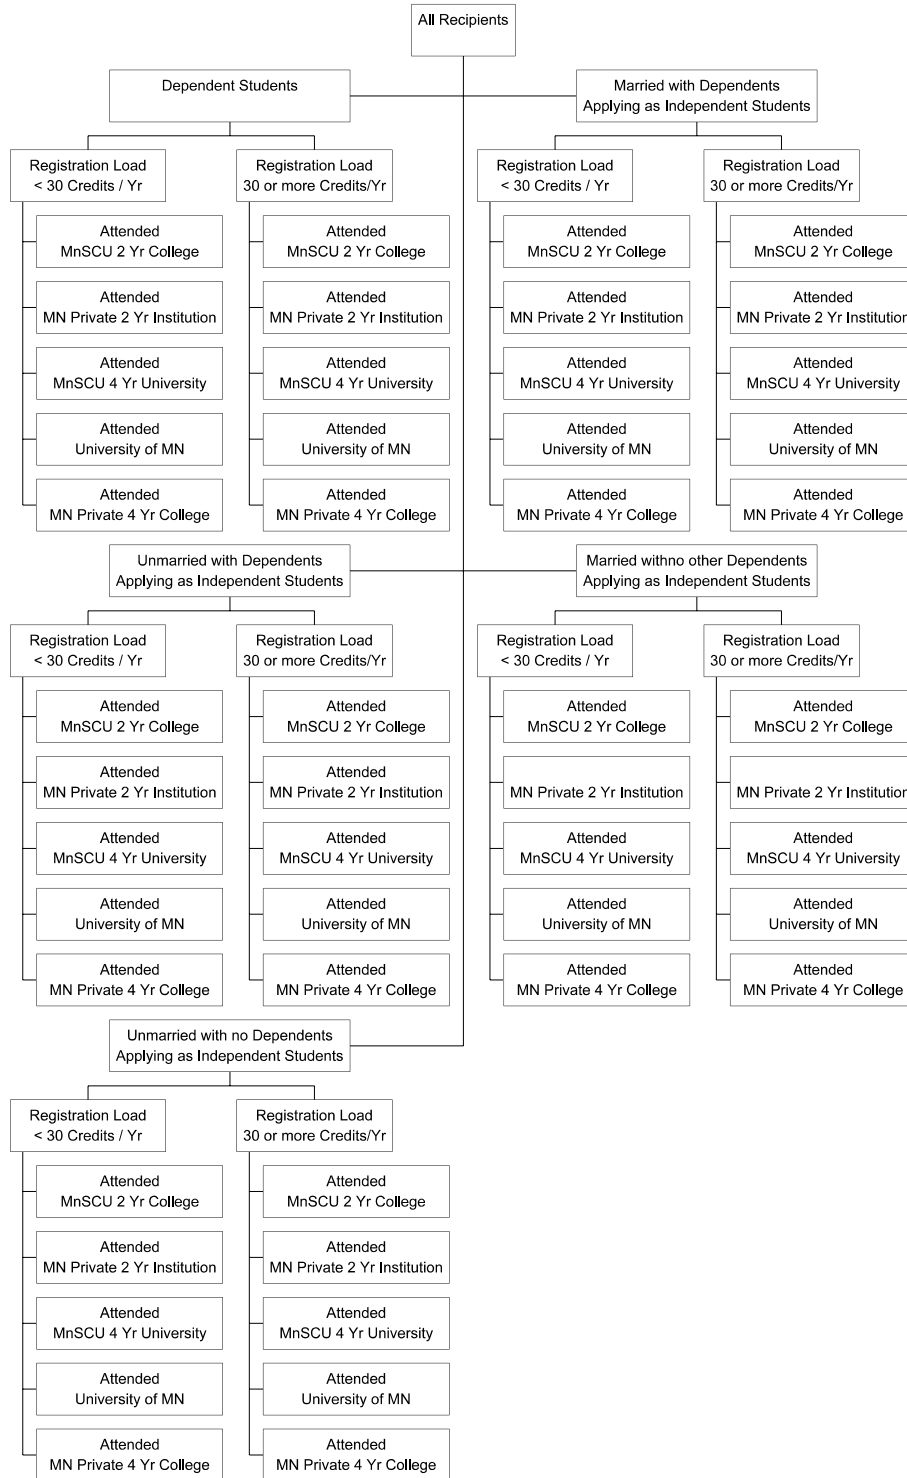 All Recipients
Dependent Students
Registration Load
< 30 Credits / Yr
Attended
MnSCU 2 Yr College
Attended
MN Private 2 Yr Institution
Attended
MnSCU 4 Yr University
Attended
University of MN
Attended
MN Private 4 Yr College
Registration Load
30 or more Credits/Yr
Attended
MnSCU 2 Yr College
Attended
MN Private 2 Yr Institution
Attended
MnSCU 4 Yr University
Attended
University of MN
Attended
MN Private 4 Yr College
Married with Dependents
Applying as Independent Students
Registration Load
< 30 Credits / Yr
Attended
MnSCU 2 Yr College
Attended
MN Private 2 Yr Institution
Attended
MnSCU 4 Yr University
Attended
University of MN
Attended
MN Private 4 Yr College
Registration Load
30 or more Credits/Yr
Attended
MnSCU 2 Yr College
Attended
MN Private 2 Yr Institution
Attended
MnSCU 4 Yr University
Attended
University of MN
Attended
MN Private 4 Yr College
Unmarried with Dependents
Applying as Independent Students
Registration Load
< 30 Credits / Yr
Attended
MnSCU 2 Yr College
Attended
MN Private 2 Yr Institution
Attended
MnSCU 4 Yr University
Attended
University of MN
Attended
MN Private 4 Yr College
Registration Load
30 or more Credits/Yr
Attended
MnSCU 2 Yr College
Attended
MN Private 2 Yr Institution
Attended
MnSCU 4 Yr University
Attended
University of MN
Attended
MN Private 4 Yr College
Married withno other Dependents
Applying as Independent Students
Registration Load
< 30 Credits / Yr
Attended
MnSCU 2 Yr College
MN Private 2 Yr Institution
Attended
MnSCU 4 Yr University
Attended
University of MN
Attended
MN Private 4 Yr College
Registration Load
30 or more Credits/Yr
Attended
MnSCU 2 Yr College
MN Private 2 Yr Institution
Attended
MnSCU 4 Yr University
Attended
University of MN
Attended
MN Private 4 Yr College
Unmarried with no Dependents
Applying as Independent Students
Registration Load
< 30 Credits / Yr
Attended
MnSCU 2 Yr College
Attended
MN Private 2 Yr Institution
Attended
MnSCU 4 Yr University
Attended
University of MN
Attended
MN Private 4 Yr College
Registration Load
30 or more Credits/Yr
Attended
MnSCU 2 Yr College
Attended
MN Private 2 Yr Institution
Attended
MnSCU 4 Yr University
Attended
University of MN
Attended
MN Private 4 Yr College